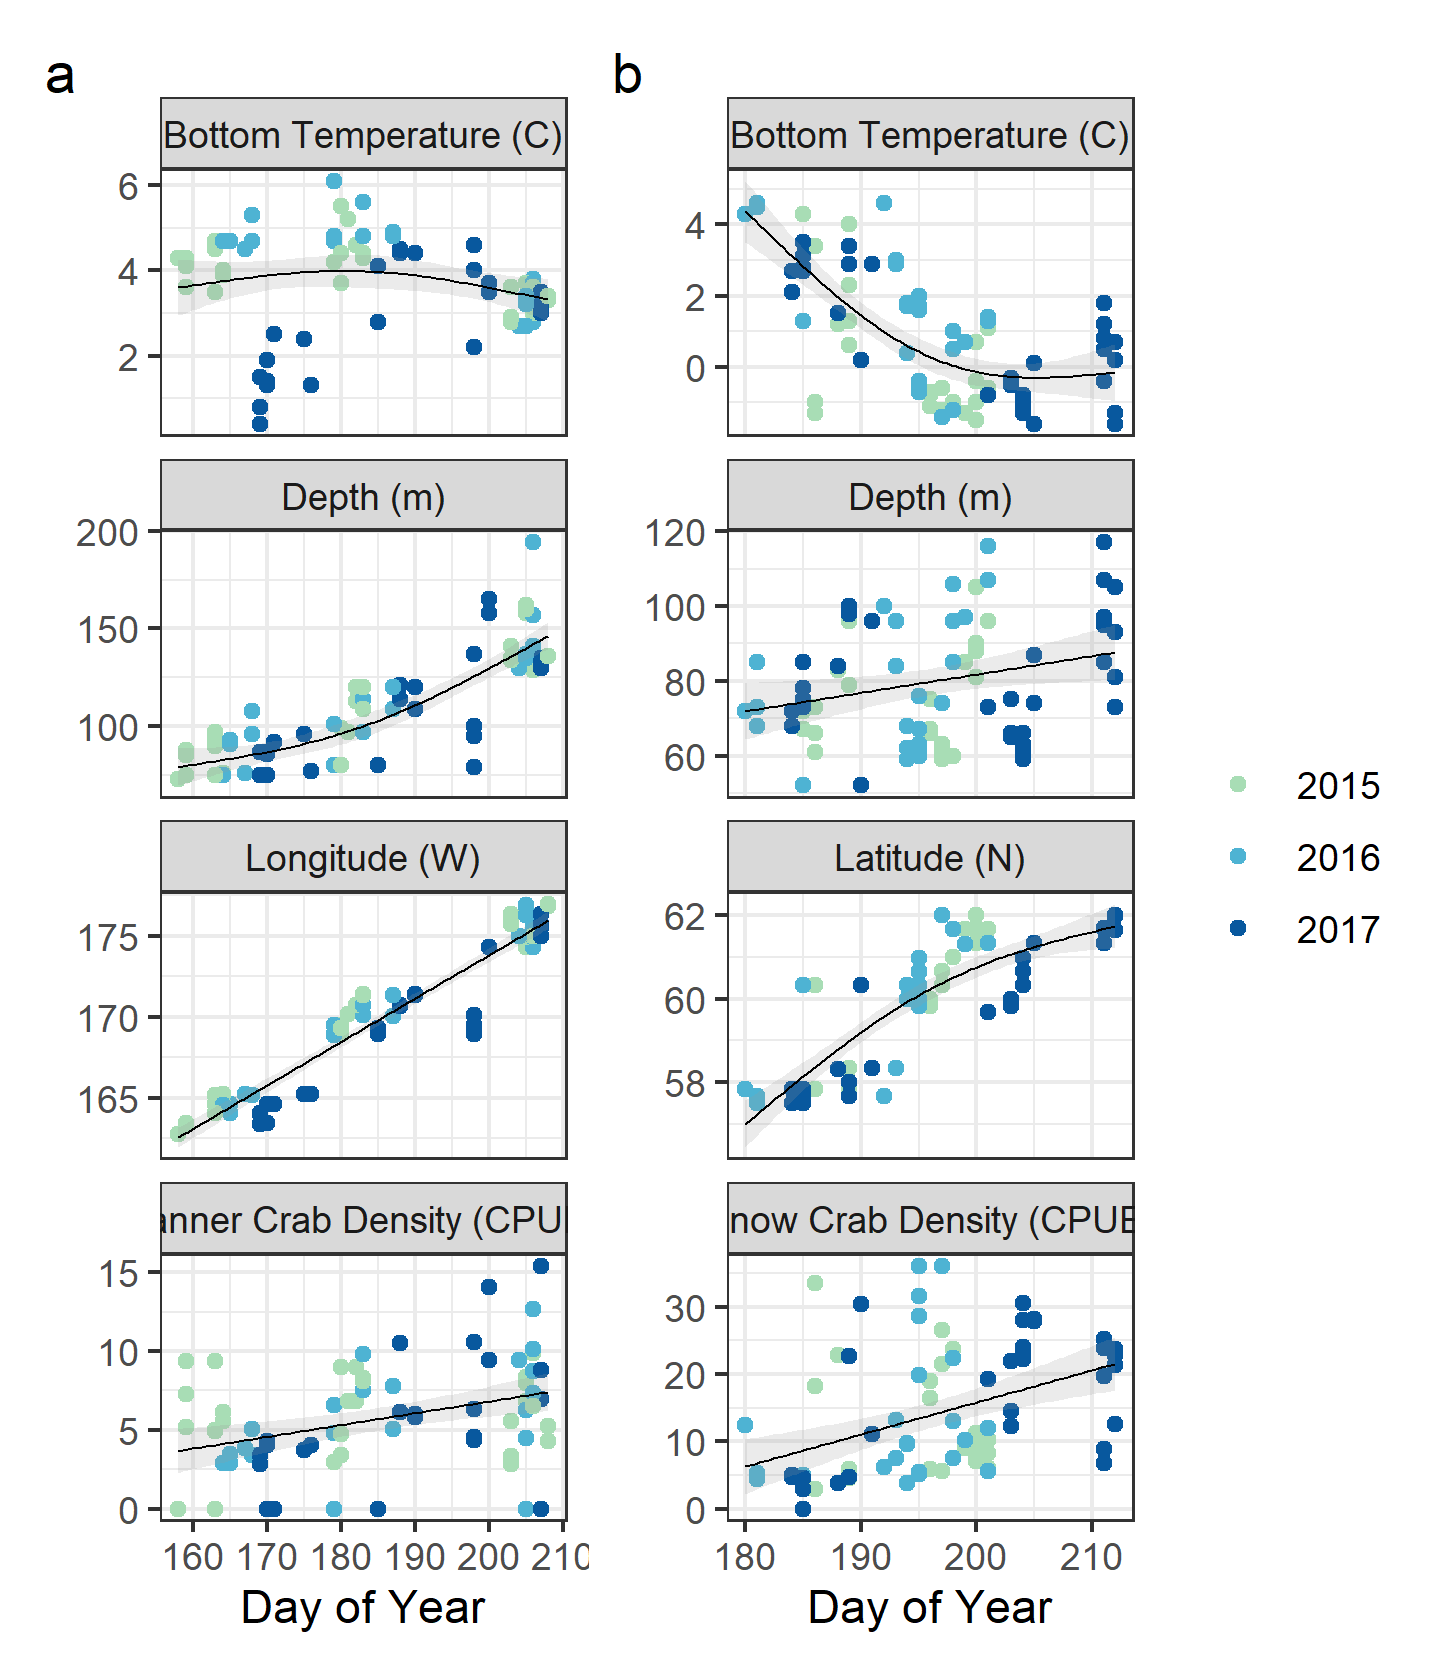 a
b
Bottom Temperature (C)
Bottom Temperature (C)
6
4
2
4
2
0
Depth (m)
Depth (m)
200
150
100
120
100
80
60
Longitude (W)
Latitude (N)
175
170
165
62
60
58
2015
2016
2017
anner Crab Density (CPUE
now Crab Density (CPUE
15
10
5
0
30
20
10
0
160 170 180 190 200 210
180 190 200 210
Day of Year
Day of Year